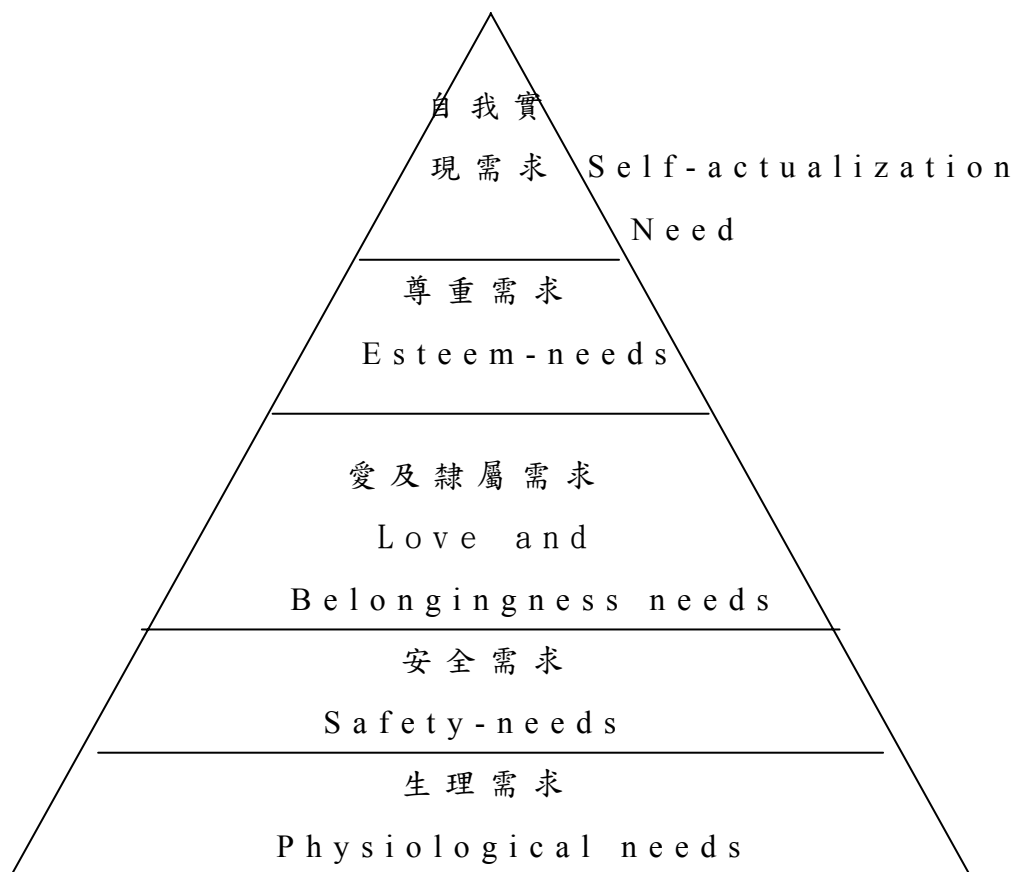 自我實
現需求 Self-actualization
Need
尊重需求
Esteem-needs
愛及隸屬需求
Love and
Belongingness needs
安全需求
Safety-needs
生理需求
Physiological needs